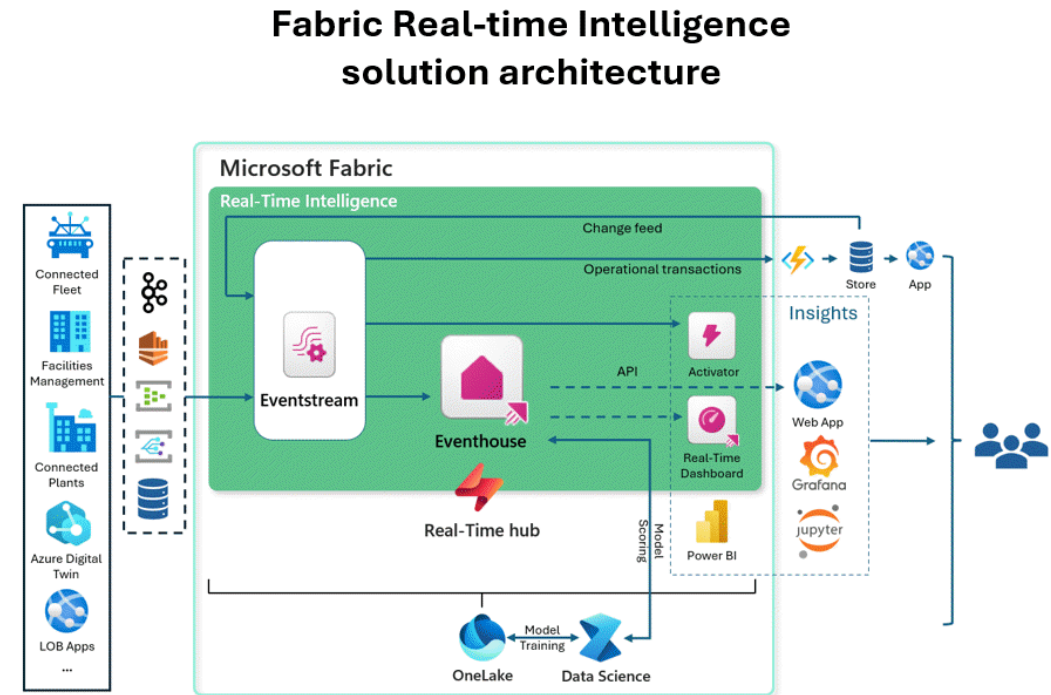 Fabric Real-time Intelligence
solution architecture
Microsoft Fabric
Real-Time Intelligence
Change feed
Operational transactions
Connected
Fleet
Facilities
Management
Connected
Plants
Azure Digital
Twin
LOB Apps
...
Eventstream
Eventhouse
Real-Time hub
API
Activator
Real-Time
Dashboard
Power BI
Store
App
Insights
Web App
Grafana
jupyter
Model
Scoring
OneLake
Model
Training
Data Science